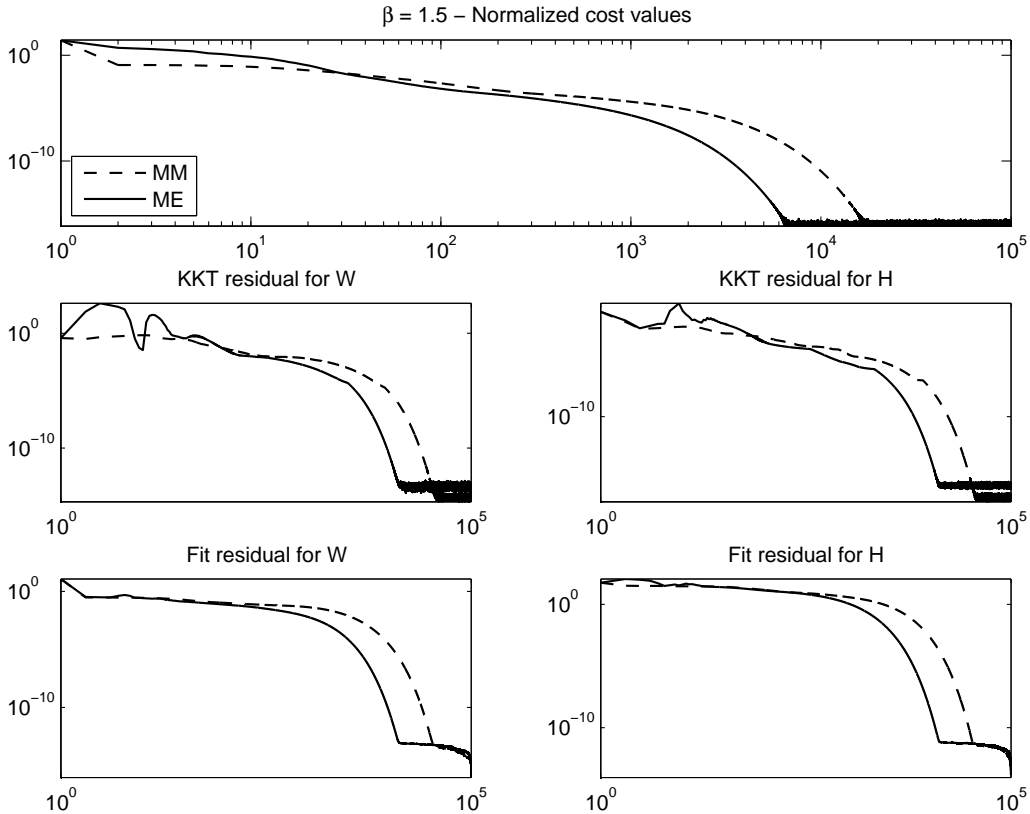 β = 1.5 − Normalized cost values
10^0
10^−10
MM
ME
10^0 10^1 10^2 10^3 10^4 10^5
KKT residual for W
10^0
10^−10
10^0 10^5
KKT residual for H
10^−10
10^0 10^5
Fit residual for W
10^0
10^−10
10^0 10^5
Fit residual for H
10^0
10^−10
10^0 10^5